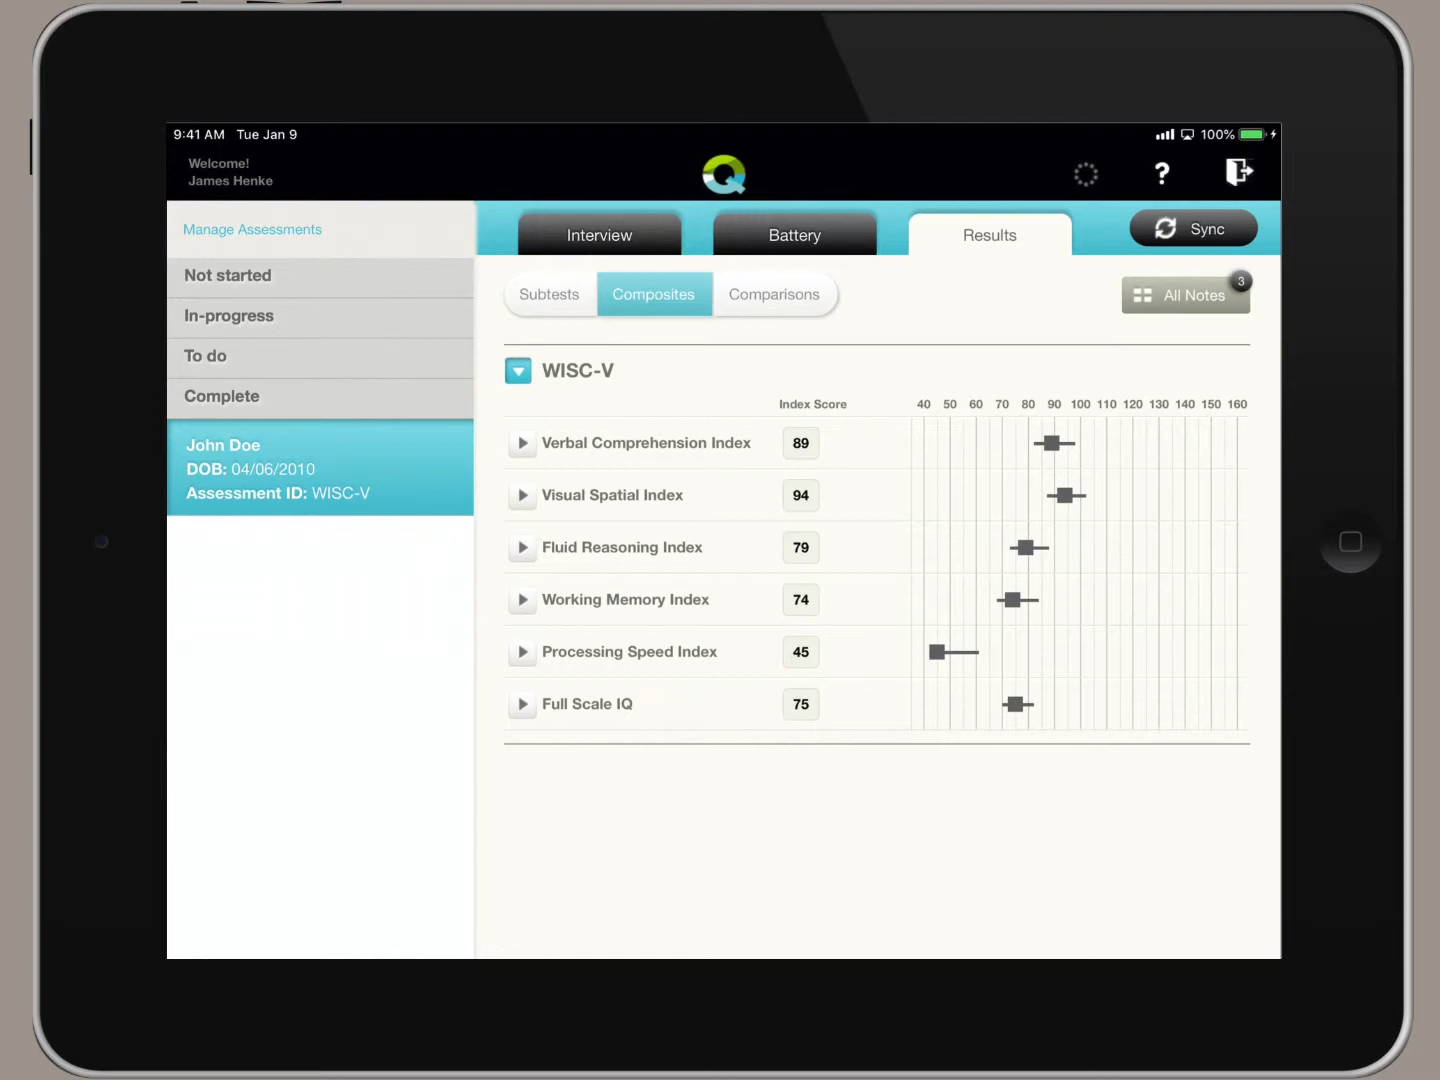 9:41 AM Tue Jan 9
100%
Welcome!
James Henke
?
Manage Assessments
Not started
In-progress
To do
Complete
John Doe
DOB: 04/06/2010
Assessment ID: WISC-V
Interview
Battery
Results
Sync
Subtests
Composites
Comparisons
All Notes
3
WISC-V
Index Score
40 50 60 70 80 90 100 110 120 130 140 150 160
Verbal Comprehension Index 89
Visual Spatial Index 94
Fluid Reasoning Index 79
Working Memory Index 74
Processing Speed Index 45
Full Scale IQ 75